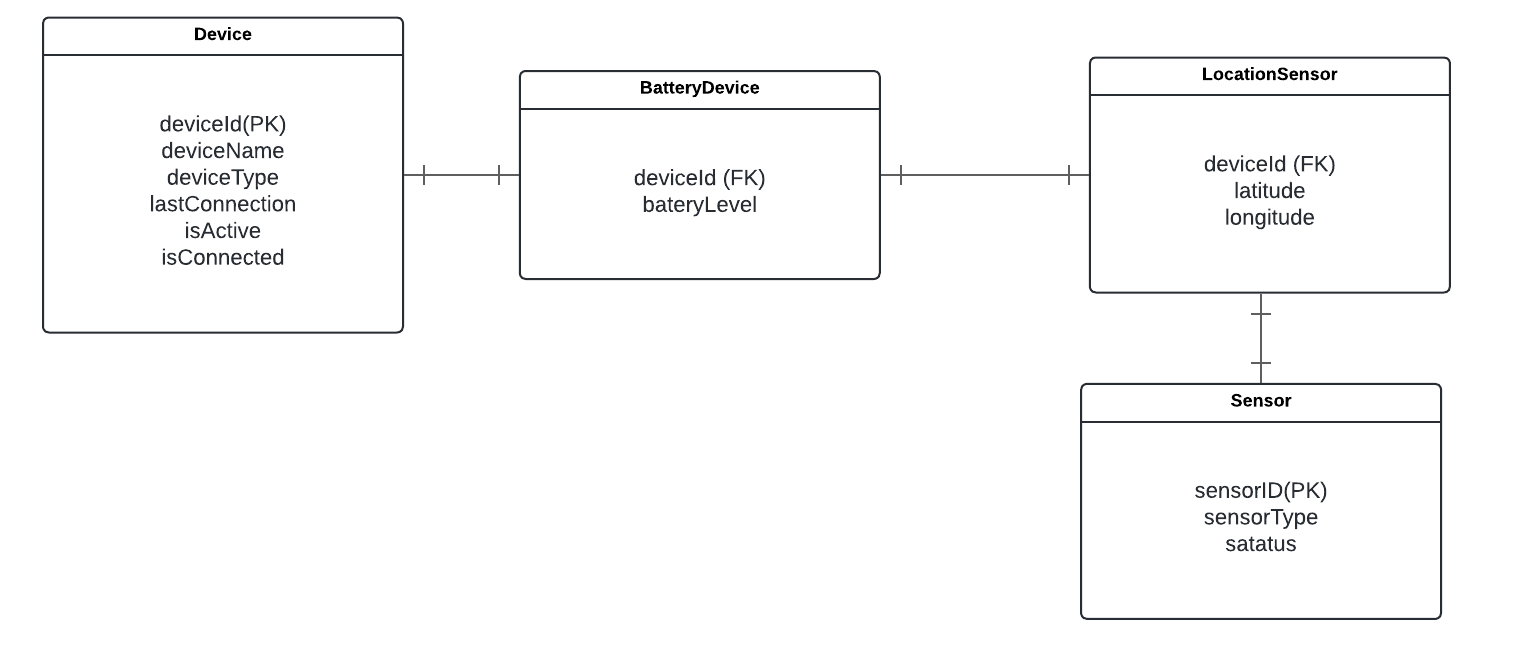 Device
deviceId(PK)
deviceName
deviceType
lastConnection
isActive
isConnected
BatteryDevice
deviceId (FK)
bateryLevel
LocationSensor
deviceId (FK)
latitude
longitude
Sensor
sensorID(PK)
sensorType
satatus